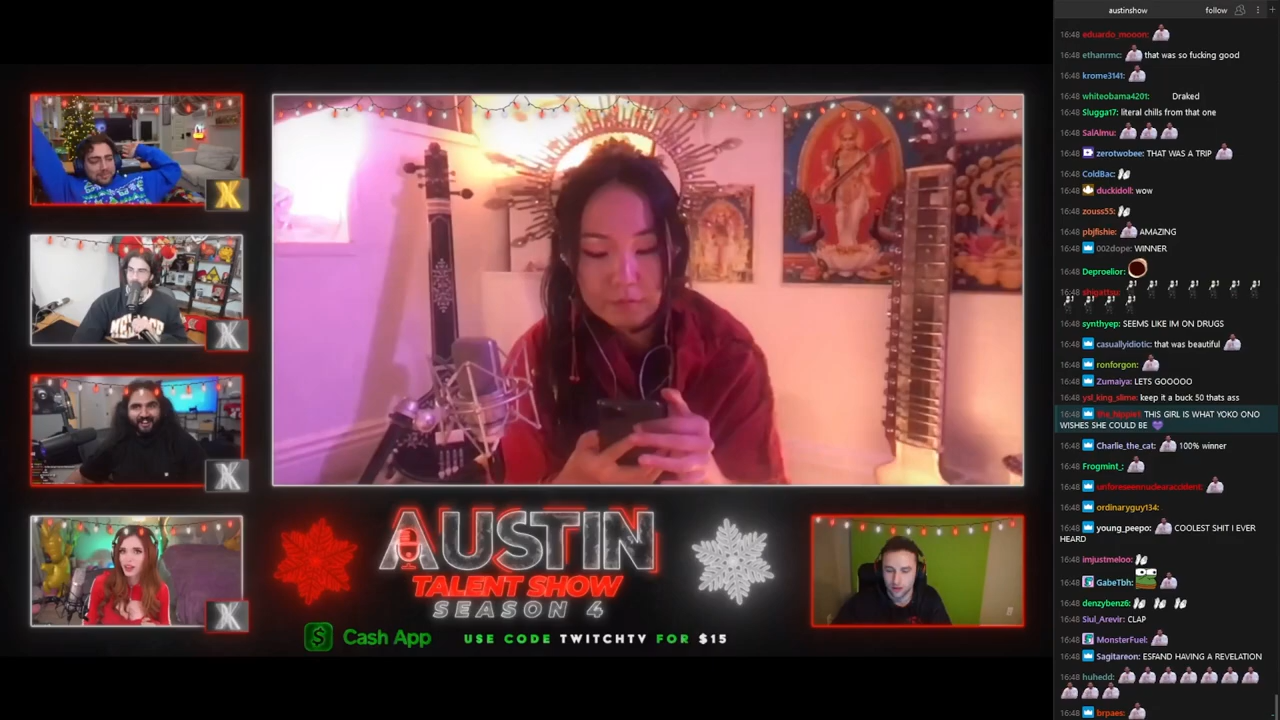 X
X
X
X
AUSTIN
TALENT SHOW
SEASON 4
$ Cash App USE CODE TWITCHTV FOR $15
austinshow
follow
16:48 eduardo_mooon:
16:48 ethanrmc: that was so fucking good
16:48 krome3141:
16:48 whiteobama4201: Draked
16:48 Slugga17: literal chills from that one
16:48 SalAlmu:
16:48 zerotwobee: THAT WAS A TRIP
16:48 ColdBac:
16:48 duckidoll: wow
16:48 zouss55:
16:48 pbjfishie: AMAZING
16:48 002dope: WINNER
16:48 Deproelior:
16:48 shigattsu:
16:48 synthyep: SEEMS LIKE IM ON DRUGS
16:48 casuallyidiotic: that was beautiful
16:48 ronforgon:
16:48 Zumaiya: LETS GOOOOO
16:48 ysl_king_slime: keep it a buck 50 thats ass
16:48 THIS GIRL IS WHAT YOKO ONO
WISHES SHE COULD BE
16:48 Charlie_the_cat: 100% winner
16:48 Frogmint_:
16:48 unforeseennuclearaccident:
16:48 ordinaryguy134:
16:48 young_peepo: COOLEST SHIT I EVER
HEARD
16:48 imjustmeloo:
16:48 GabeTbh:
16:48 denzybenz6:
16:48 Siul_Arevir: CLAP
16:48 MonsterFuel:
16:48 Sagitareon: ESFAND HAVING A REVELATION
16:48 huhedd:
16:48 brpaes: